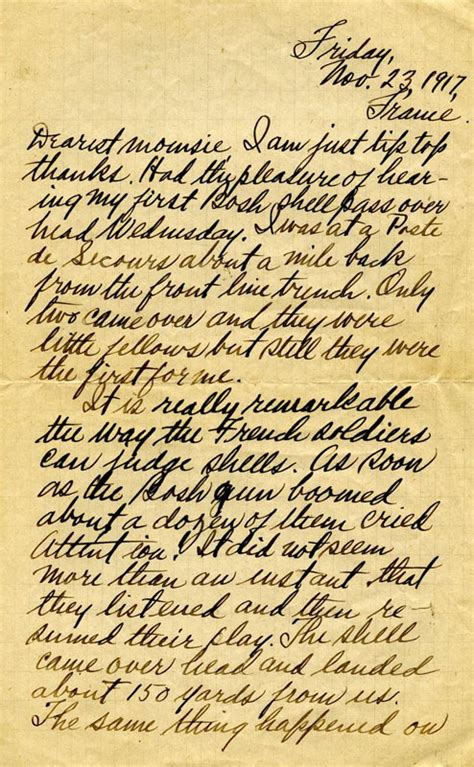 Friday,
Nov. 23, 1917,
France.
Dearest momsie, I am just tip top
thanks. Had the pleasure of hear-
ing my first Bosh shell pass over
head Wednesday. I was at a Poste
de Secours about a mile back
from the front line trench. Only
two came over and they were
little fellows but still they were
the first for me.
It is really remarkable
the way the French soldiers
can judge shells. As soon
as the Bosh gun boomed
about a dozen of them cried
Attention! It did not seem
more than an instant that
they listened and then re-
sumed their play. The shell
came over head and landed
about 150 yards from us.
The same thing happened on